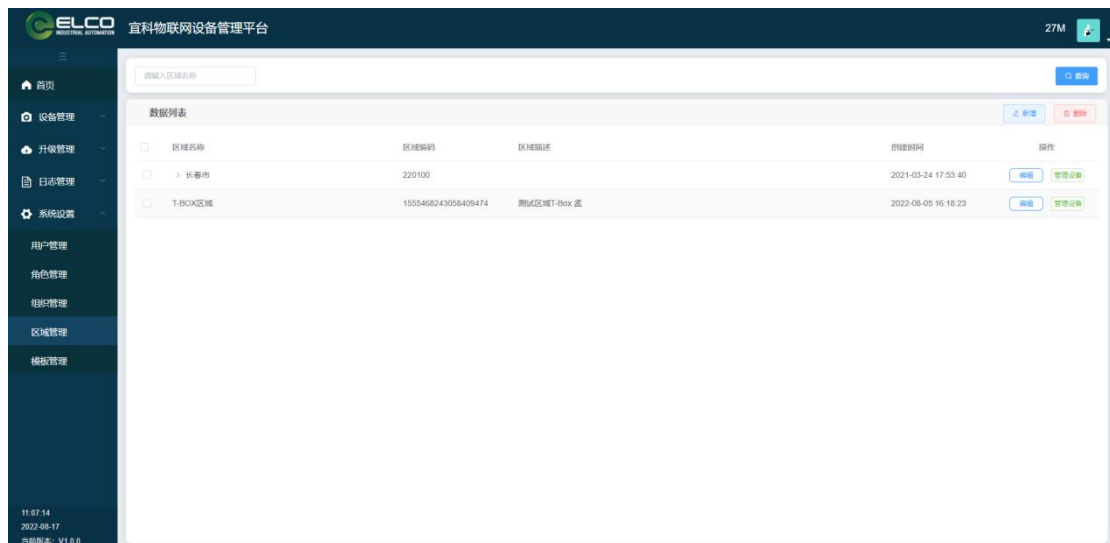 ELCO
INDUSTRIAL AUTOMATION
宜科物联网设备管理平台
27M
首页
请输入区域名称
查询
设备管理
数据列表
新增
删除
升级管理
区域名称 区域编码 区域描述 创建时间 操作
日志管理
长春市 220100 2021-03-24 17:53:40 编辑 管理设备
系统设置
T-BOX区域 1555468243058409474 测试区域T-Box 孟 2022-08-05 16:18:23 编辑 管理设备
用户管理
角色管理
组织管理
区域管理
模板管理
11:07:14
2022-08-17
当前版本：V1.0.0